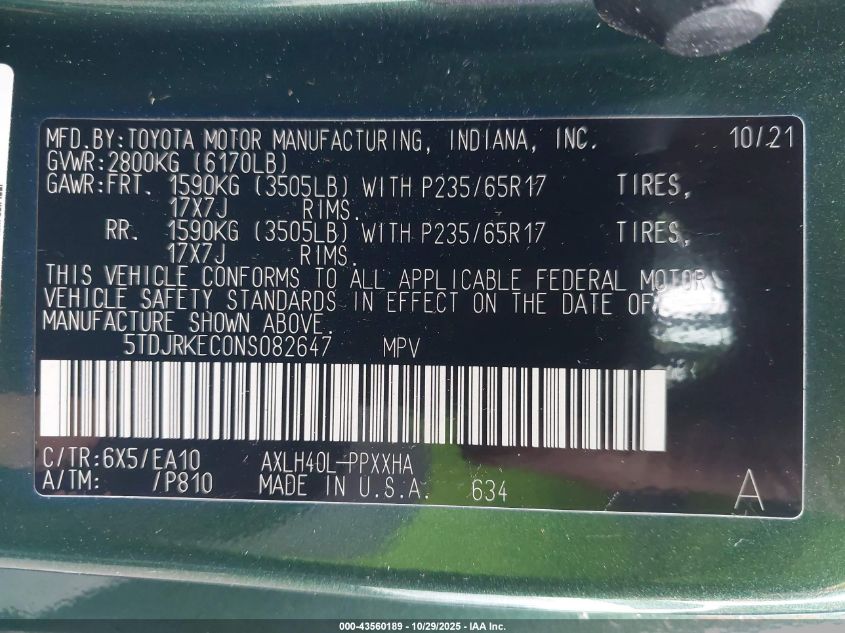 MFD.BY:TOYOTA MOTOR MANUFACTURING, INDIANA, INC. 10/21
GVWR:2800KG (6170LB)
GAWR:FRT. 1590KG (3505LB) WITH P235/65R17 TIRES,
17X7J RIMS.
RR. 1590KG (3505LB) WITH P235/65R17 TIRES,
17X7J RIMS.
THIS VEHICLE CONFORMS TO ALL APPLICABLE FEDERAL MOTOR
VEHICLE SAFETY STANDARDS IN EFFECT ON THE DATE OF
MANUFACTURE SHOWN ABOVE.
5TDJRKEC0NS082647 MPV
C/TR:6X5/EA10 AXLH40L-PPXXHA
A/TM: /P810 MADE IN U.S.A. 634 A
000-43560189 - 10/29/2025 - IAA Inc.